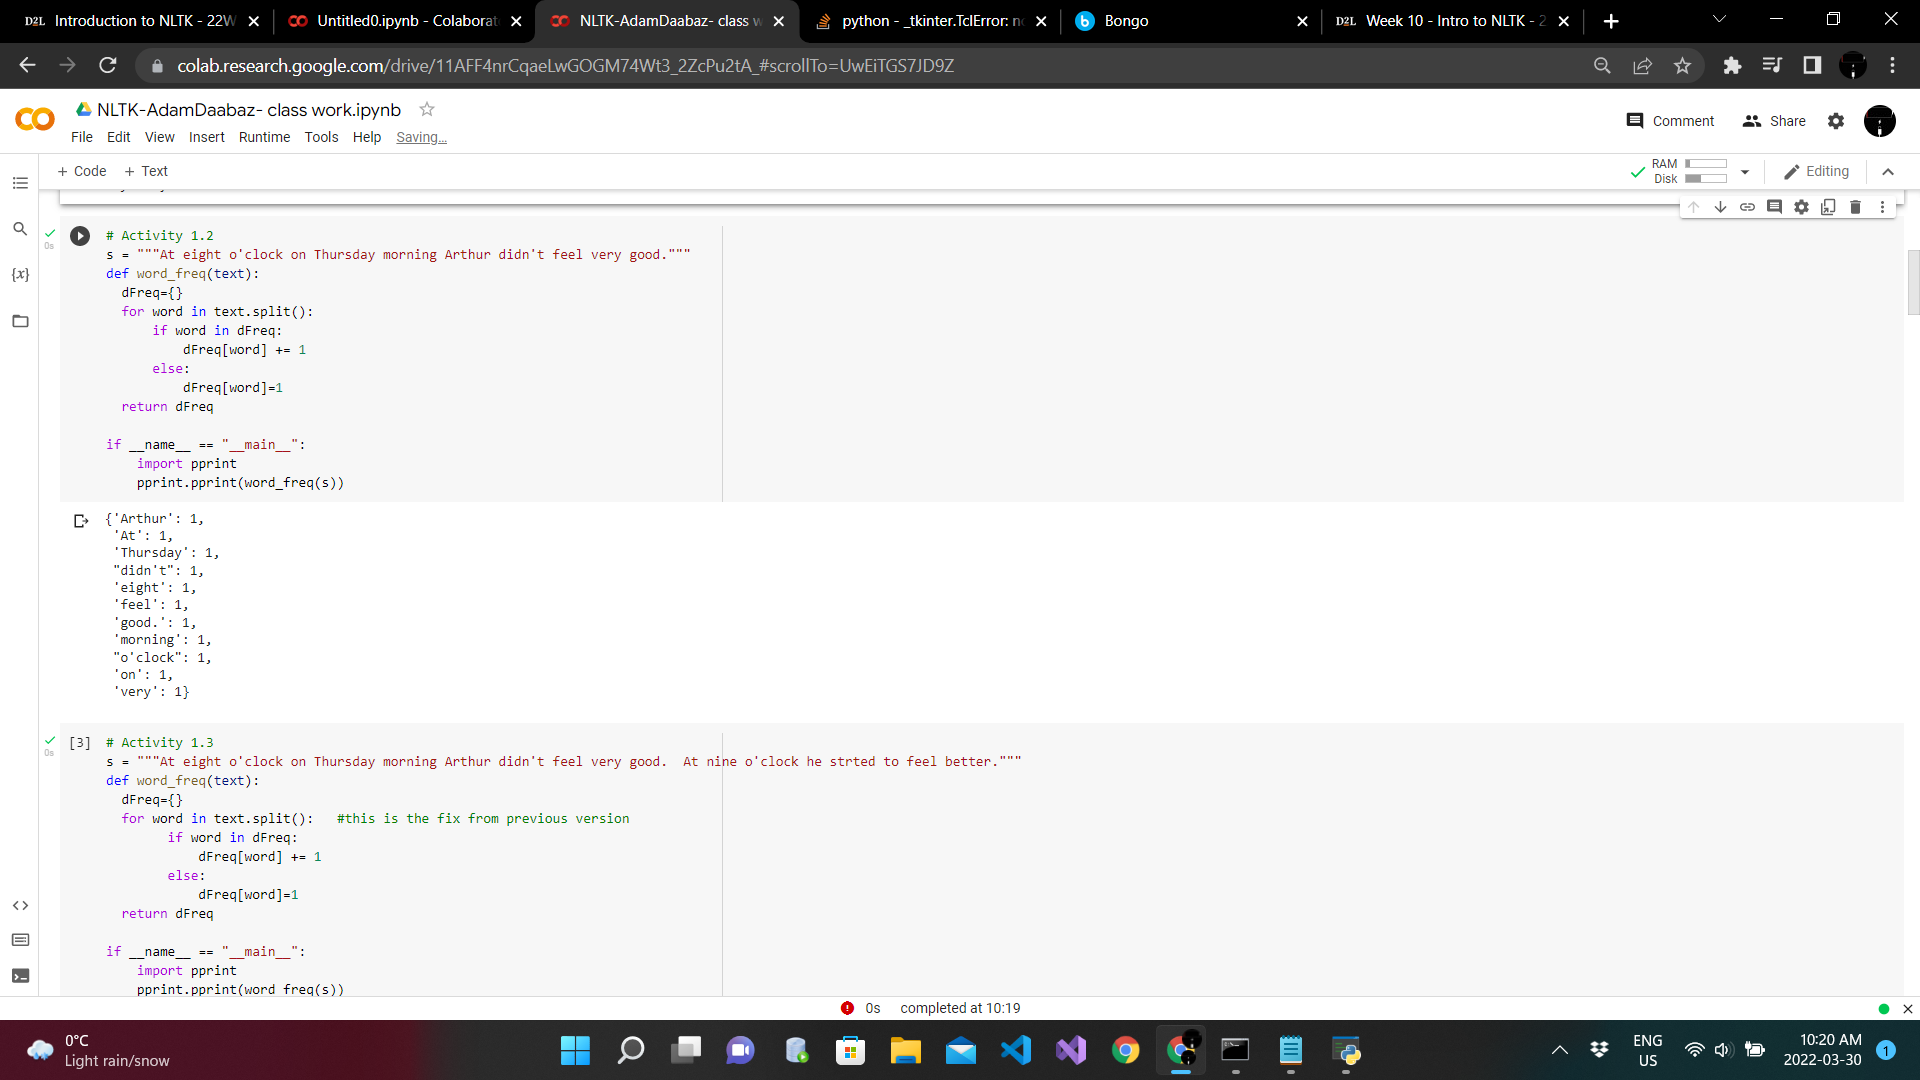 Introduction to NLTK - 22W
Untitled0.ipynb - Colaborat
NLTK-AdamDaabaz- class w
python - _tkinter.TclError: n
Bongo
Week 10 - Intro to NLTK - 2
colab.research.google.com/drive/11AFF4nrCqaeLwGOGM74Wt3_2ZcPu2tA_#scrollTo=UwEiTGS7JD9Z
NLTK-AdamDaabaz- class work.ipynb
Comment
Share
File Edit View Insert Runtime Tools Help Saving...
+ Code + Text
RAM
Disk
Editing
0s
# Activity 1.2
s = """At eight o'clock on Thursday morning Arthur didn't feel very good."""
def word_freq(text):
dFreq={}
for word in text.split():
if word in dFreq:
dFreq[word] += 1
else:
dFreq[word]=1
return dFreq
if __name__ == "__main__":
import pprint
pprint.pprint(word_freq(s))
{'Arthur': 1,
'At': 1,
'Thursday': 1,
"didn't": 1,
'eight': 1,
'feel': 1,
'good.': 1,
'morning': 1,
"o'clock": 1,
'on': 1,
'very': 1}
0s
[3]
# Activity 1.3
s = """At eight o'clock on Thursday morning Arthur didn't feel very good.  At nine o'clock he strted to feel better."""
def word_freq(text):
dFreq={}
for word in text.split():   #this is the fix from previous version
if word in dFreq:
dFreq[word] += 1
else:
dFreq[word]=1
return dFreq
if __name__ == "__main__":
import pprint
pprint.pprint(word_freq(s))
0s completed at 10:19
0°C
Light rain/snow
ENG
US
10:20 AM
2022-03-30
1